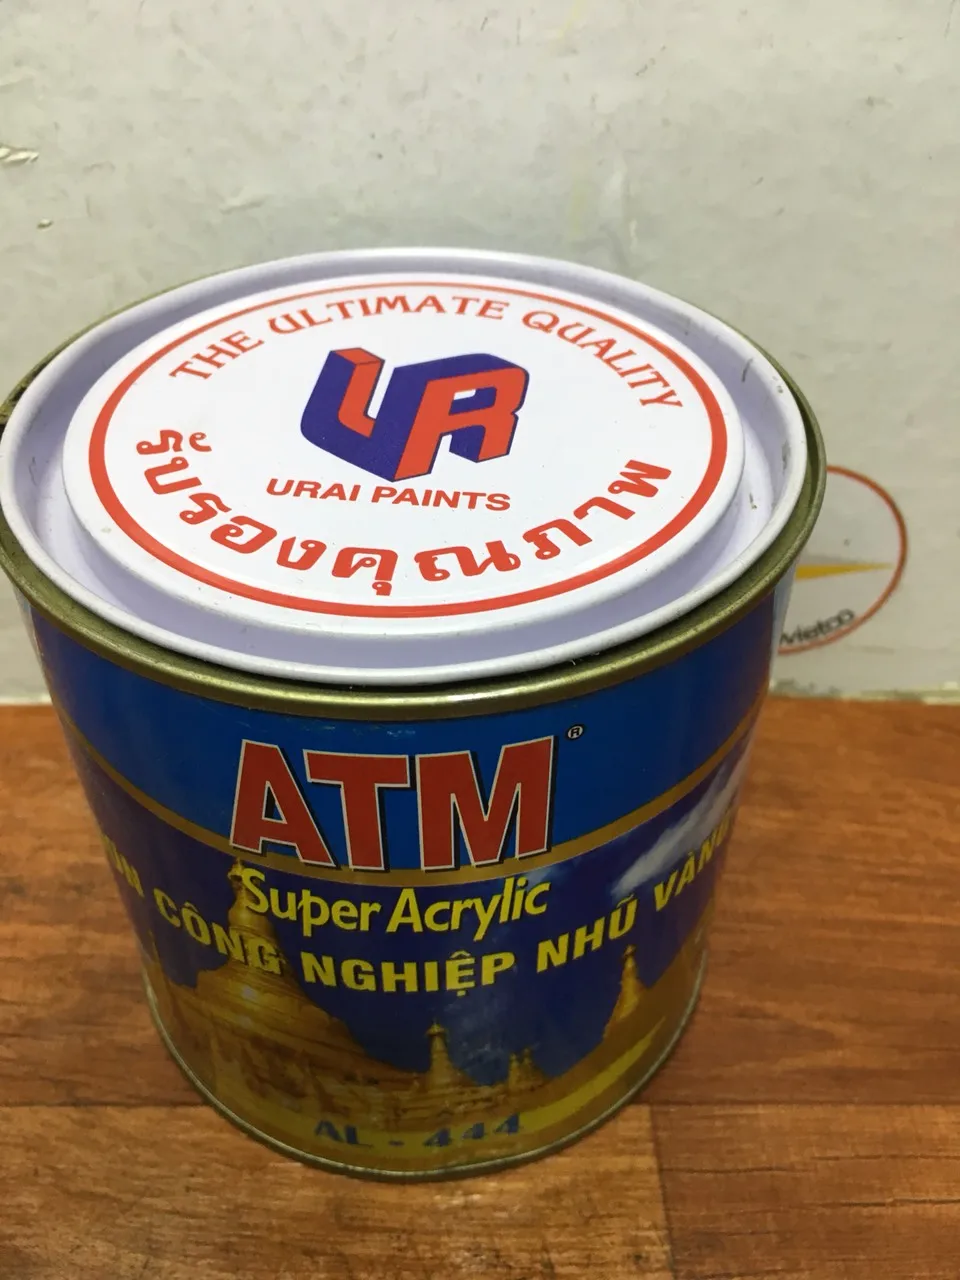 THE ULTIMATE QUALITY
UR
URAI PAINTS
รับรองคุณภาพ
ATM®
Super Acrylic
CÔNG NGHIỆP NHŨ VÀNG
AL - 444
Vietco